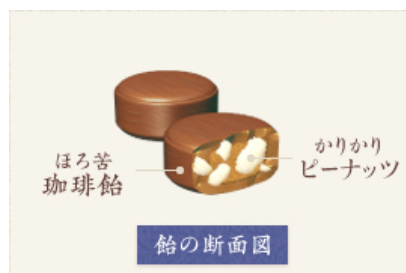 ほろ苦
珈琲飴
かりかり
ピーナッツ
飴の断面図